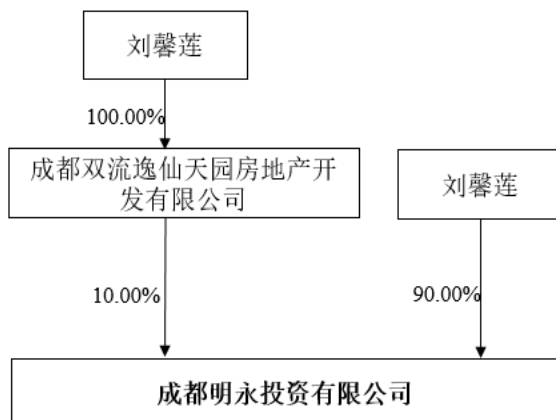 刘馨莲
100.00%
成都双流逸仙天园房地产开
发有限公司
刘馨莲
10.00%
90.00%
成都明永投资有限公司